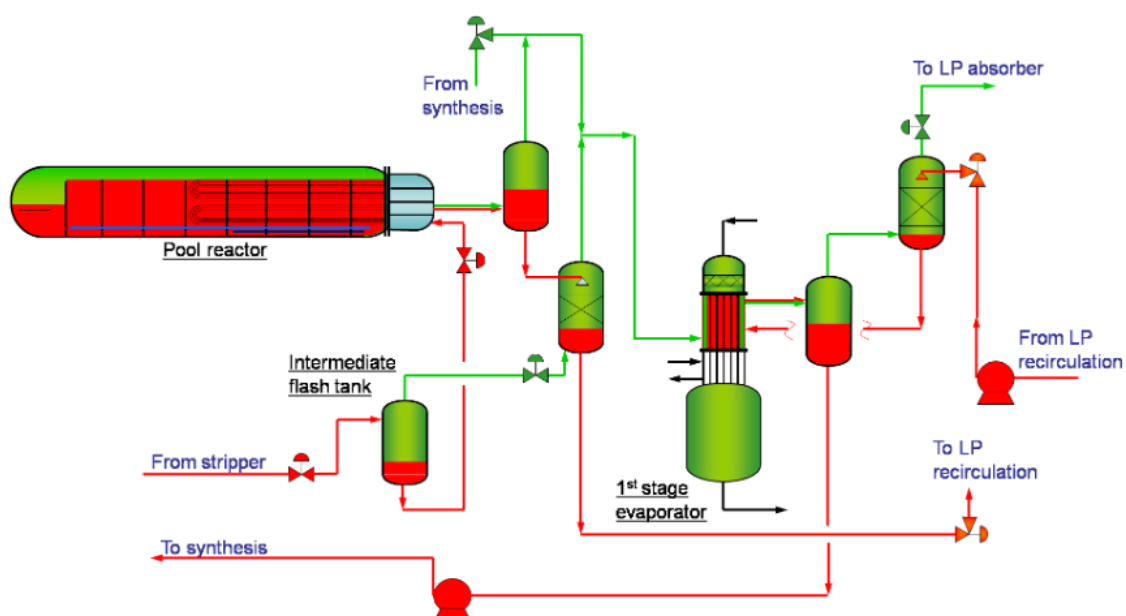 From
synthesis
To LP absorber
Pool reactor
From LP
recirculation
Intermediate
flash tank
From stripper
1st stage
evaporator
To LP
recirculation
To synthesis